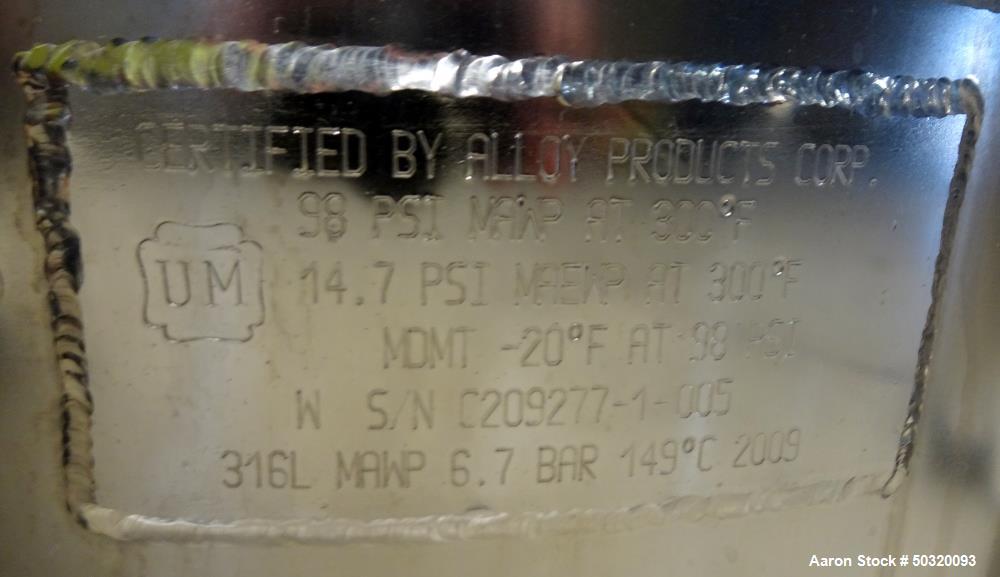 CERTIFIED BY ALLOY PRODUCTS CORP.
98 PSI MAWP AT 300°F
UM
14.7 PSI MAEWP AT 300°F
MDMT -20°F AT 98 PSI
W S/N C209277-1-005
316L MAWP 6.7 BAR 149°C 2009
Aaron Stock # 50320093